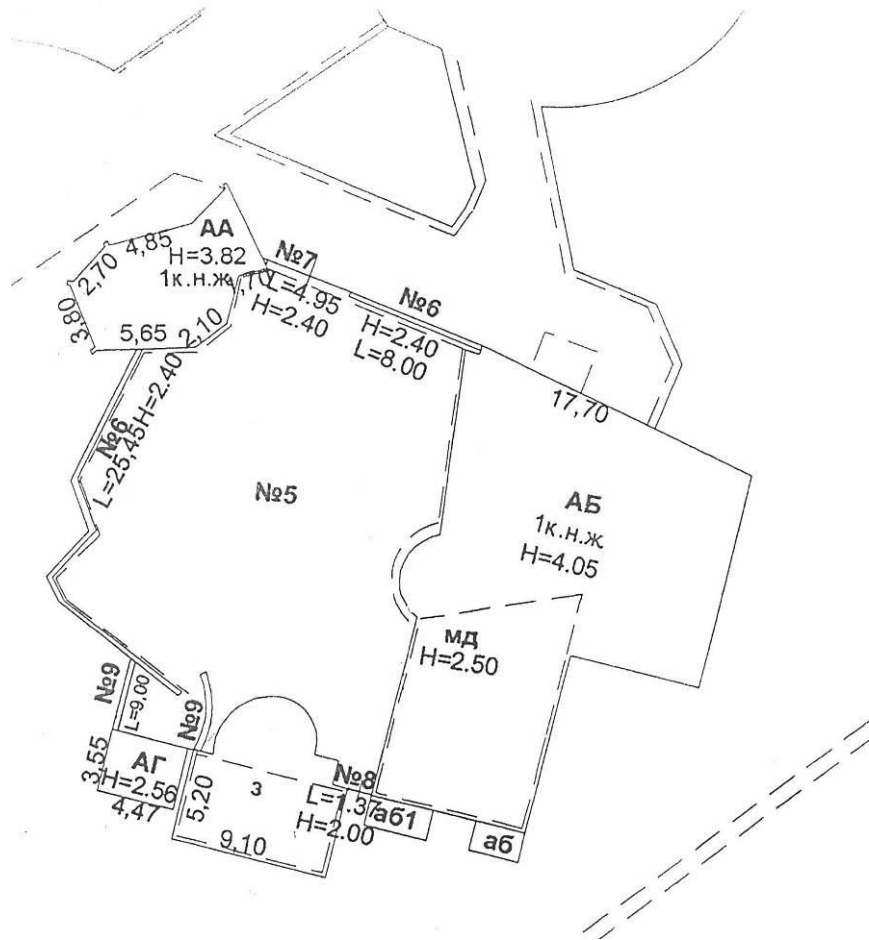 АА
Н=3.82
1к.н.ж
4,85
2,70
3,80
5,65
2,10
№7
L=4.95
Н=2.40
№6
Н=2.40
L=8.00
17,70
№6
L=25,45Н=2.40
№5
АБ
1к.н.ж
Н=4.05
мд
Н=2.50
№9
L=9,00
№9
АГ
Н=2.56
3,55
4,47
5,20
з
9,10
№8
L=1.37
Н=2.00
аб1
аб